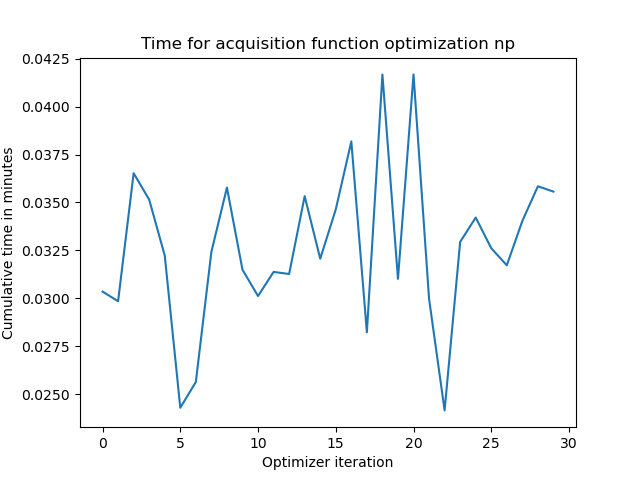 Time for acquisition function optimization np
Cumulative time in minutes
0.0425
0.0400
0.0375
0.0350
0.0325
0.0300
0.0275
0.0250
0 5 10 15 20 25 30
Optimizer iteration